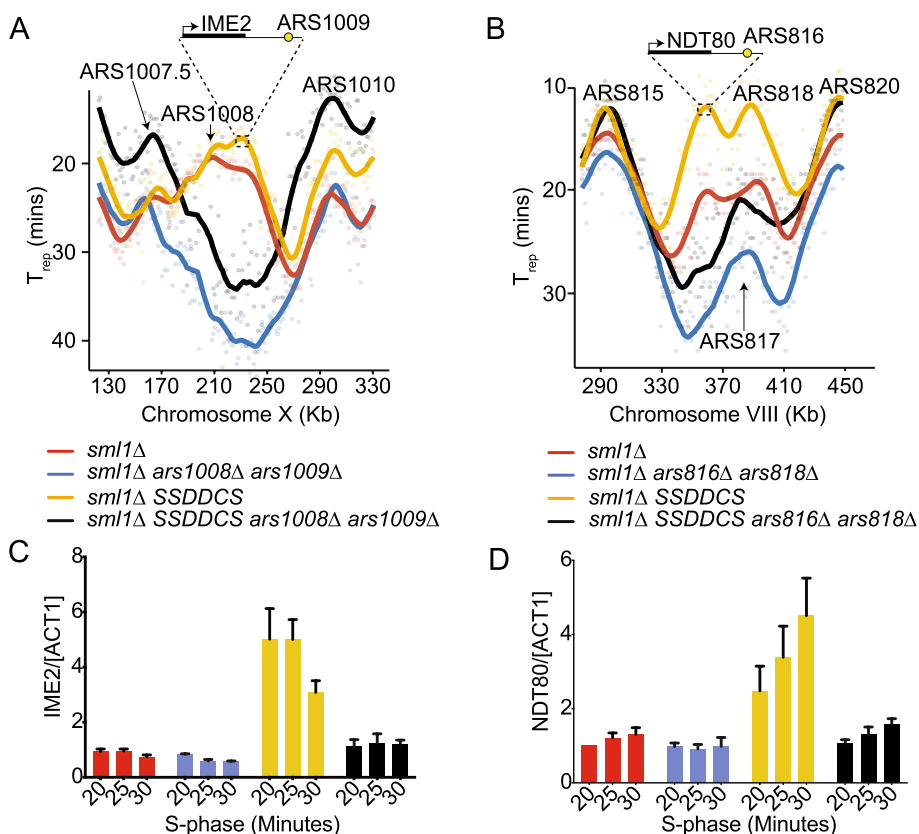 A
IME2
ARS1009
ARS1007.5
ARS1008
ARS1010
20
30
40
Trep (mins)
130 170 210 250 290 330
Chromosome X (Kb)
sml1Δ
sml1Δ ars1008Δ ars1009Δ
sml1Δ SSDDCS
sml1Δ SSDDCS ars1008Δ ars1009Δ
B
NDT80
ARS816
ARS815
ARS818
ARS820
10
20
30
Trep (mins)
ARS817
290 330 370 410 450
Chromosome VIII (Kb)
sml1Δ
sml1Δ ars816Δ ars818Δ
sml1Δ SSDDCS
sml1Δ SSDDCS ars816Δ ars818Δ
C
8
6
4
2
0
IME2/[ACT1]
20 25 30 20 25 30 20 25 30 20 25 30
S-phase (Minutes)
D
6
4
2
0
NDT80/[ACT1]
20 25 30 20 25 30 20 25 30 20 25 30
S-phase (Minutes)